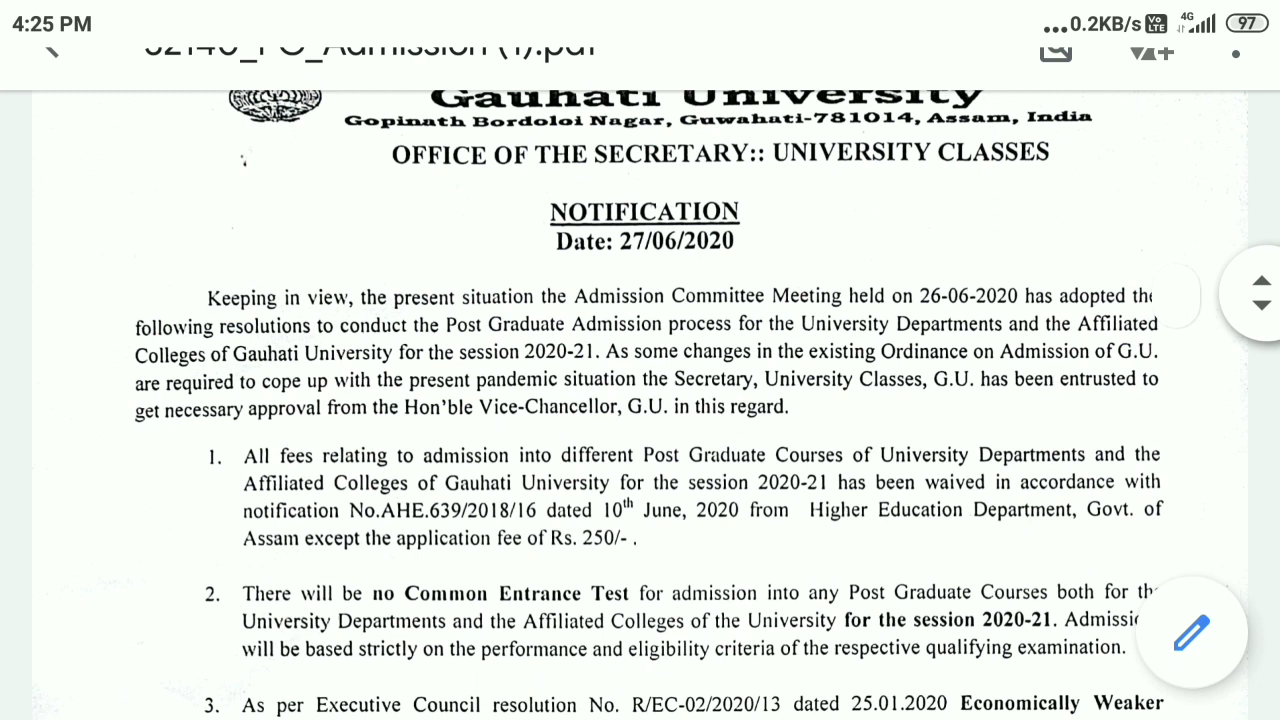 4:25 PM
...0.2KB/s Vo LTE 4G 97
52140_PG_Admission (1).pdf
Gauhati University
Gopinath Bordoloi Nagar, Guwahati-781014, Assam, India
OFFICE OF THE SECRETARY:: UNIVERSITY CLASSES
NOTIFICATION
Date: 27/06/2020
Keeping in view, the present situation the Admission Committee Meeting held on 26-06-2020 has adopted the
following resolutions to conduct the Post Graduate Admission process for the University Departments and the Affiliated
Colleges of Gauhati University for the session 2020-21. As some changes in the existing Ordinance on Admission of G.U.
are required to cope up with the present pandemic situation the Secretary, University Classes, G.U. has been entrusted to
get necessary approval from the Hon'ble Vice-Chancellor, G.U. in this regard.
1. All fees relating to admission into different Post Graduate Courses of University Departments and the
Affiliated Colleges of Gauhati University for the session 2020-21 has been waived in accordance with
notification No.AHE.639/2018/16 dated 10th June, 2020 from Higher Education Department, Govt. of
Assam except the application fee of Rs. 250/- .
2. There will be no Common Entrance Test for admission into any Post Graduate Courses both for the
University Departments and the Affiliated Colleges of the University for the session 2020-21. Admissio
will be based strictly on the performance and eligibility criteria of the respective qualifying examination.
3. As per Executive Council resolution No. R/EC-02/2020/13 dated 25.01.2020 Economically Weaker